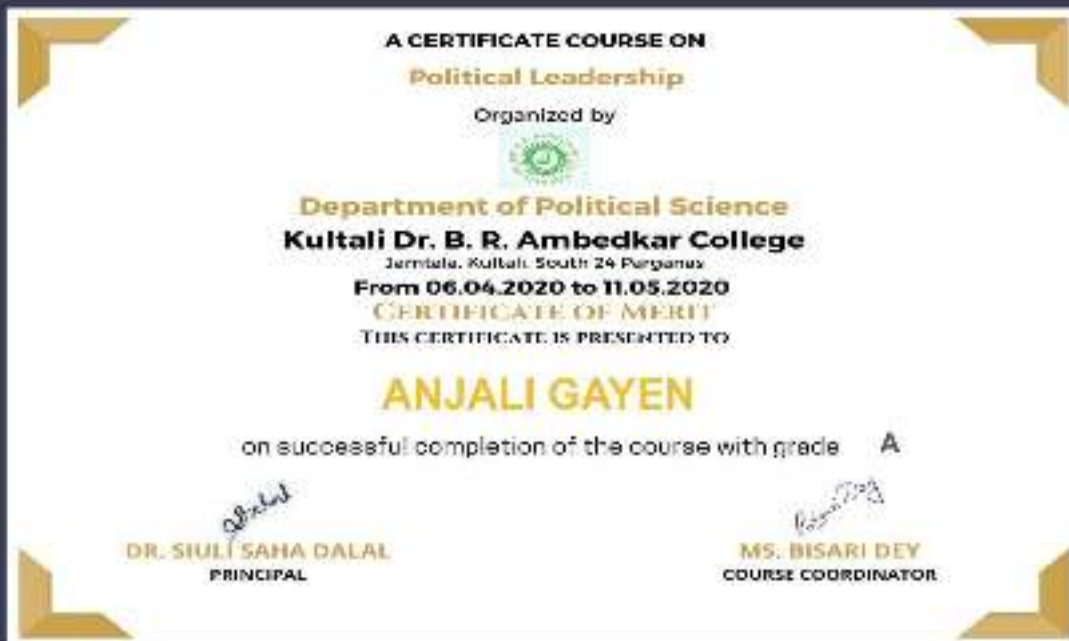 A CERTIFICATE COURSE ON
Political Leadership
Organized by
Department of Political Science
Kultali Dr. B. R. Ambedkar College
Jamtala, Kultali, South 24 Parganas
From 06.04.2020 to 11.05.2020
CERTIFICATE OF MERIT
THIS CERTIFICATE IS PRESENTED TO
ANJALI GAYEN
on successful completion of the course with grade A
DR. SIULI SAHA DALAL
PRINCIPAL
MS. BISARI DEY
COURSE COORDINATOR